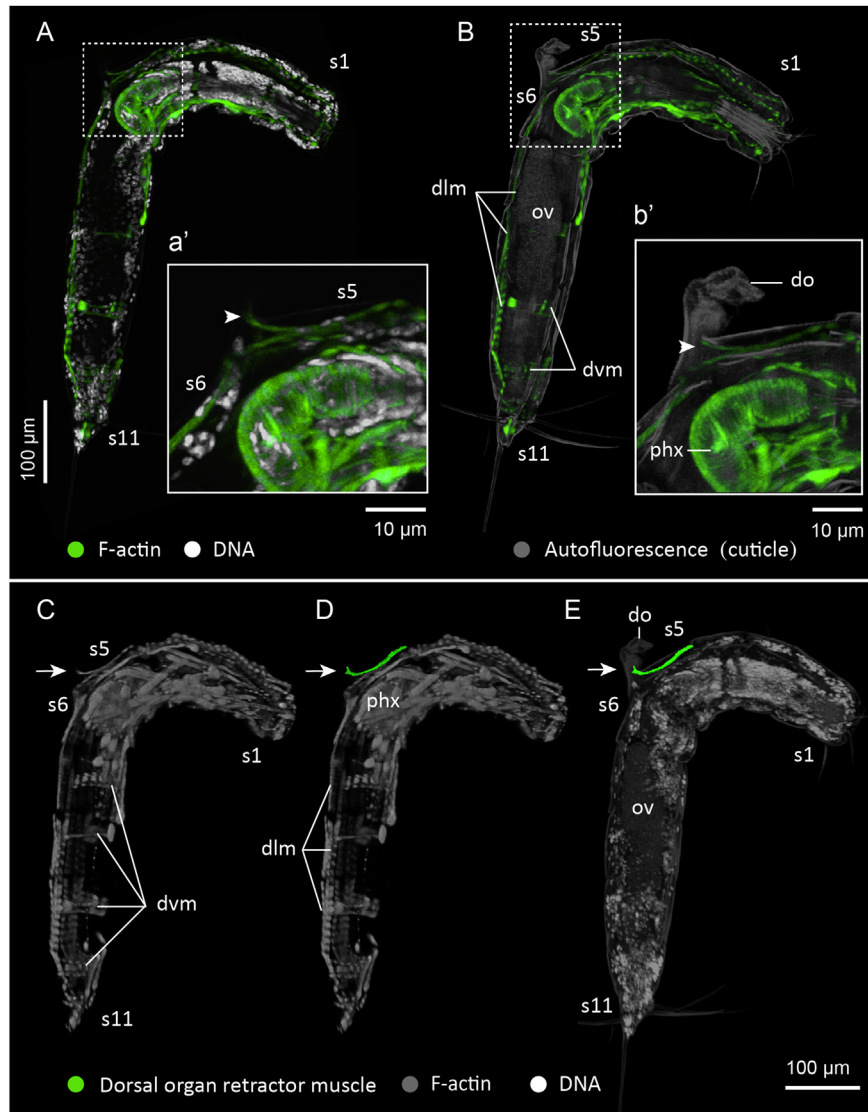 A
s1
B
s5
s1
s6
dlm
ov
a'
s5
s6
b'
do
dvm
phx
100 µm
s11
s11
10 µm
10 µm
F-actin DNA
Autofluorescence (cuticle)
C
D
E
s5
do
s5
s6
phx
s6
s1
s1
ov
dlm
dvm
s11
s11
100 µm
Dorsal organ retractor muscle F-actin DNA